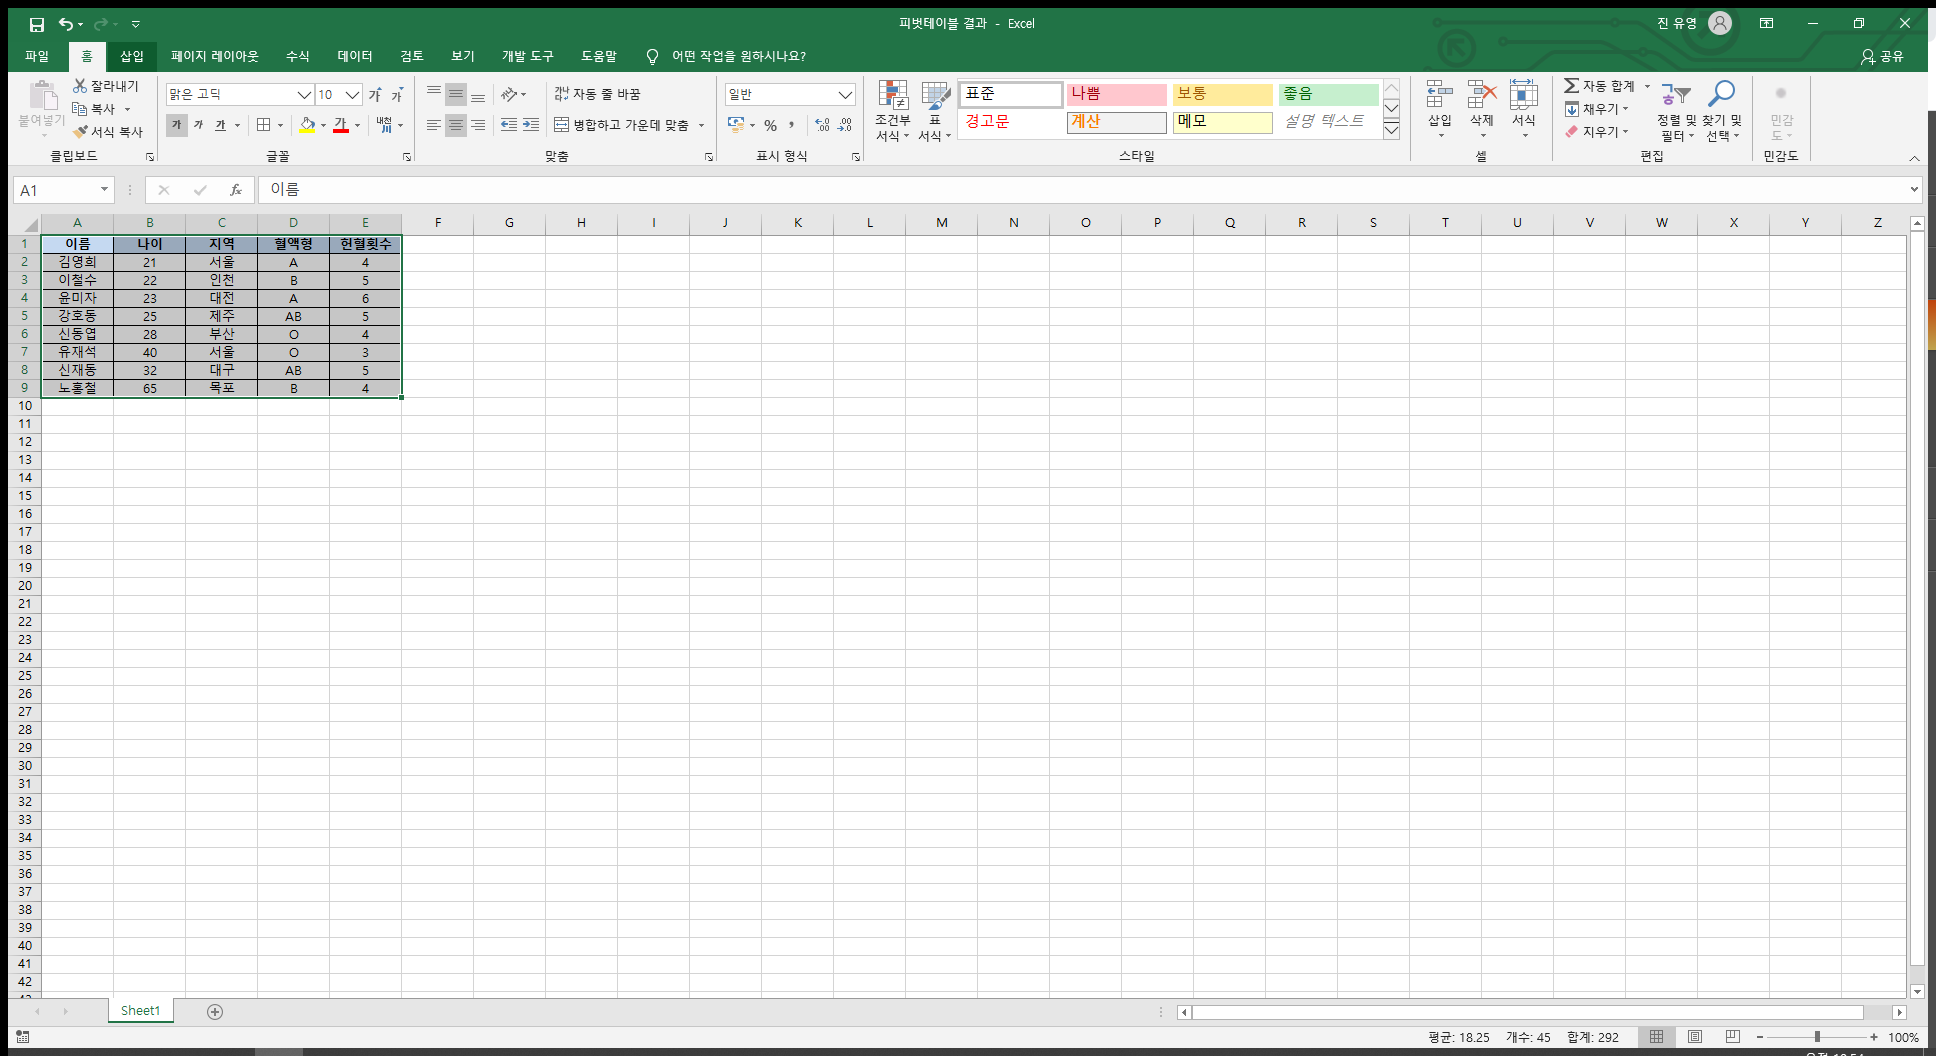 피벗테이블 결과 - Excel
진 유영
파일 홈 삽입 페이지 레이아웃 수식 데이터 검토 보기 개발 도구 도움말 어떤 작업을 원하시나요? 공유
붙여넣기
잘라내기
복사
서식 복사
클립보드
맑은 고딕 10 가 가
가 가 가 가 내천
글꼴
자동 줄 바꿈
병합하고 가운데 맞춤
맞춤
일반
% ,
표시 형식
조건부 서식
표 서식
표준 나쁨 보통 좋음
경고문 계산 메모 설명 텍스트
스타일
삽입 삭제 서식
셀
자동 합계
채우기
지우기
정렬 및 필터
찾기 및 선택
편집
민감도
민감도
A1 fx 이름
A B C D E F G H I J K L M N O P Q R S T U V W X Y Z
1 이름 나이 지역 혈액형 헌혈횟수
2 김영희 21 서울 A 4
3 이철수 22 인천 B 5
4 윤미자 23 대전 A 6
5 강호동 25 제주 AB 5
6 신동엽 28 부산 O 4
7 유재석 40 서울 O 3
8 신재동 32 대구 AB 5
9 노홍철 65 목포 B 4
10
11
12
13
14
15
16
17
18
19
20
21
22
23
24
25
26
27
28
29
30
31
32
33
34
35
36
37
38
39
40
41
42
Sheet1
평균: 18.25 개수: 45 합계: 292 100%